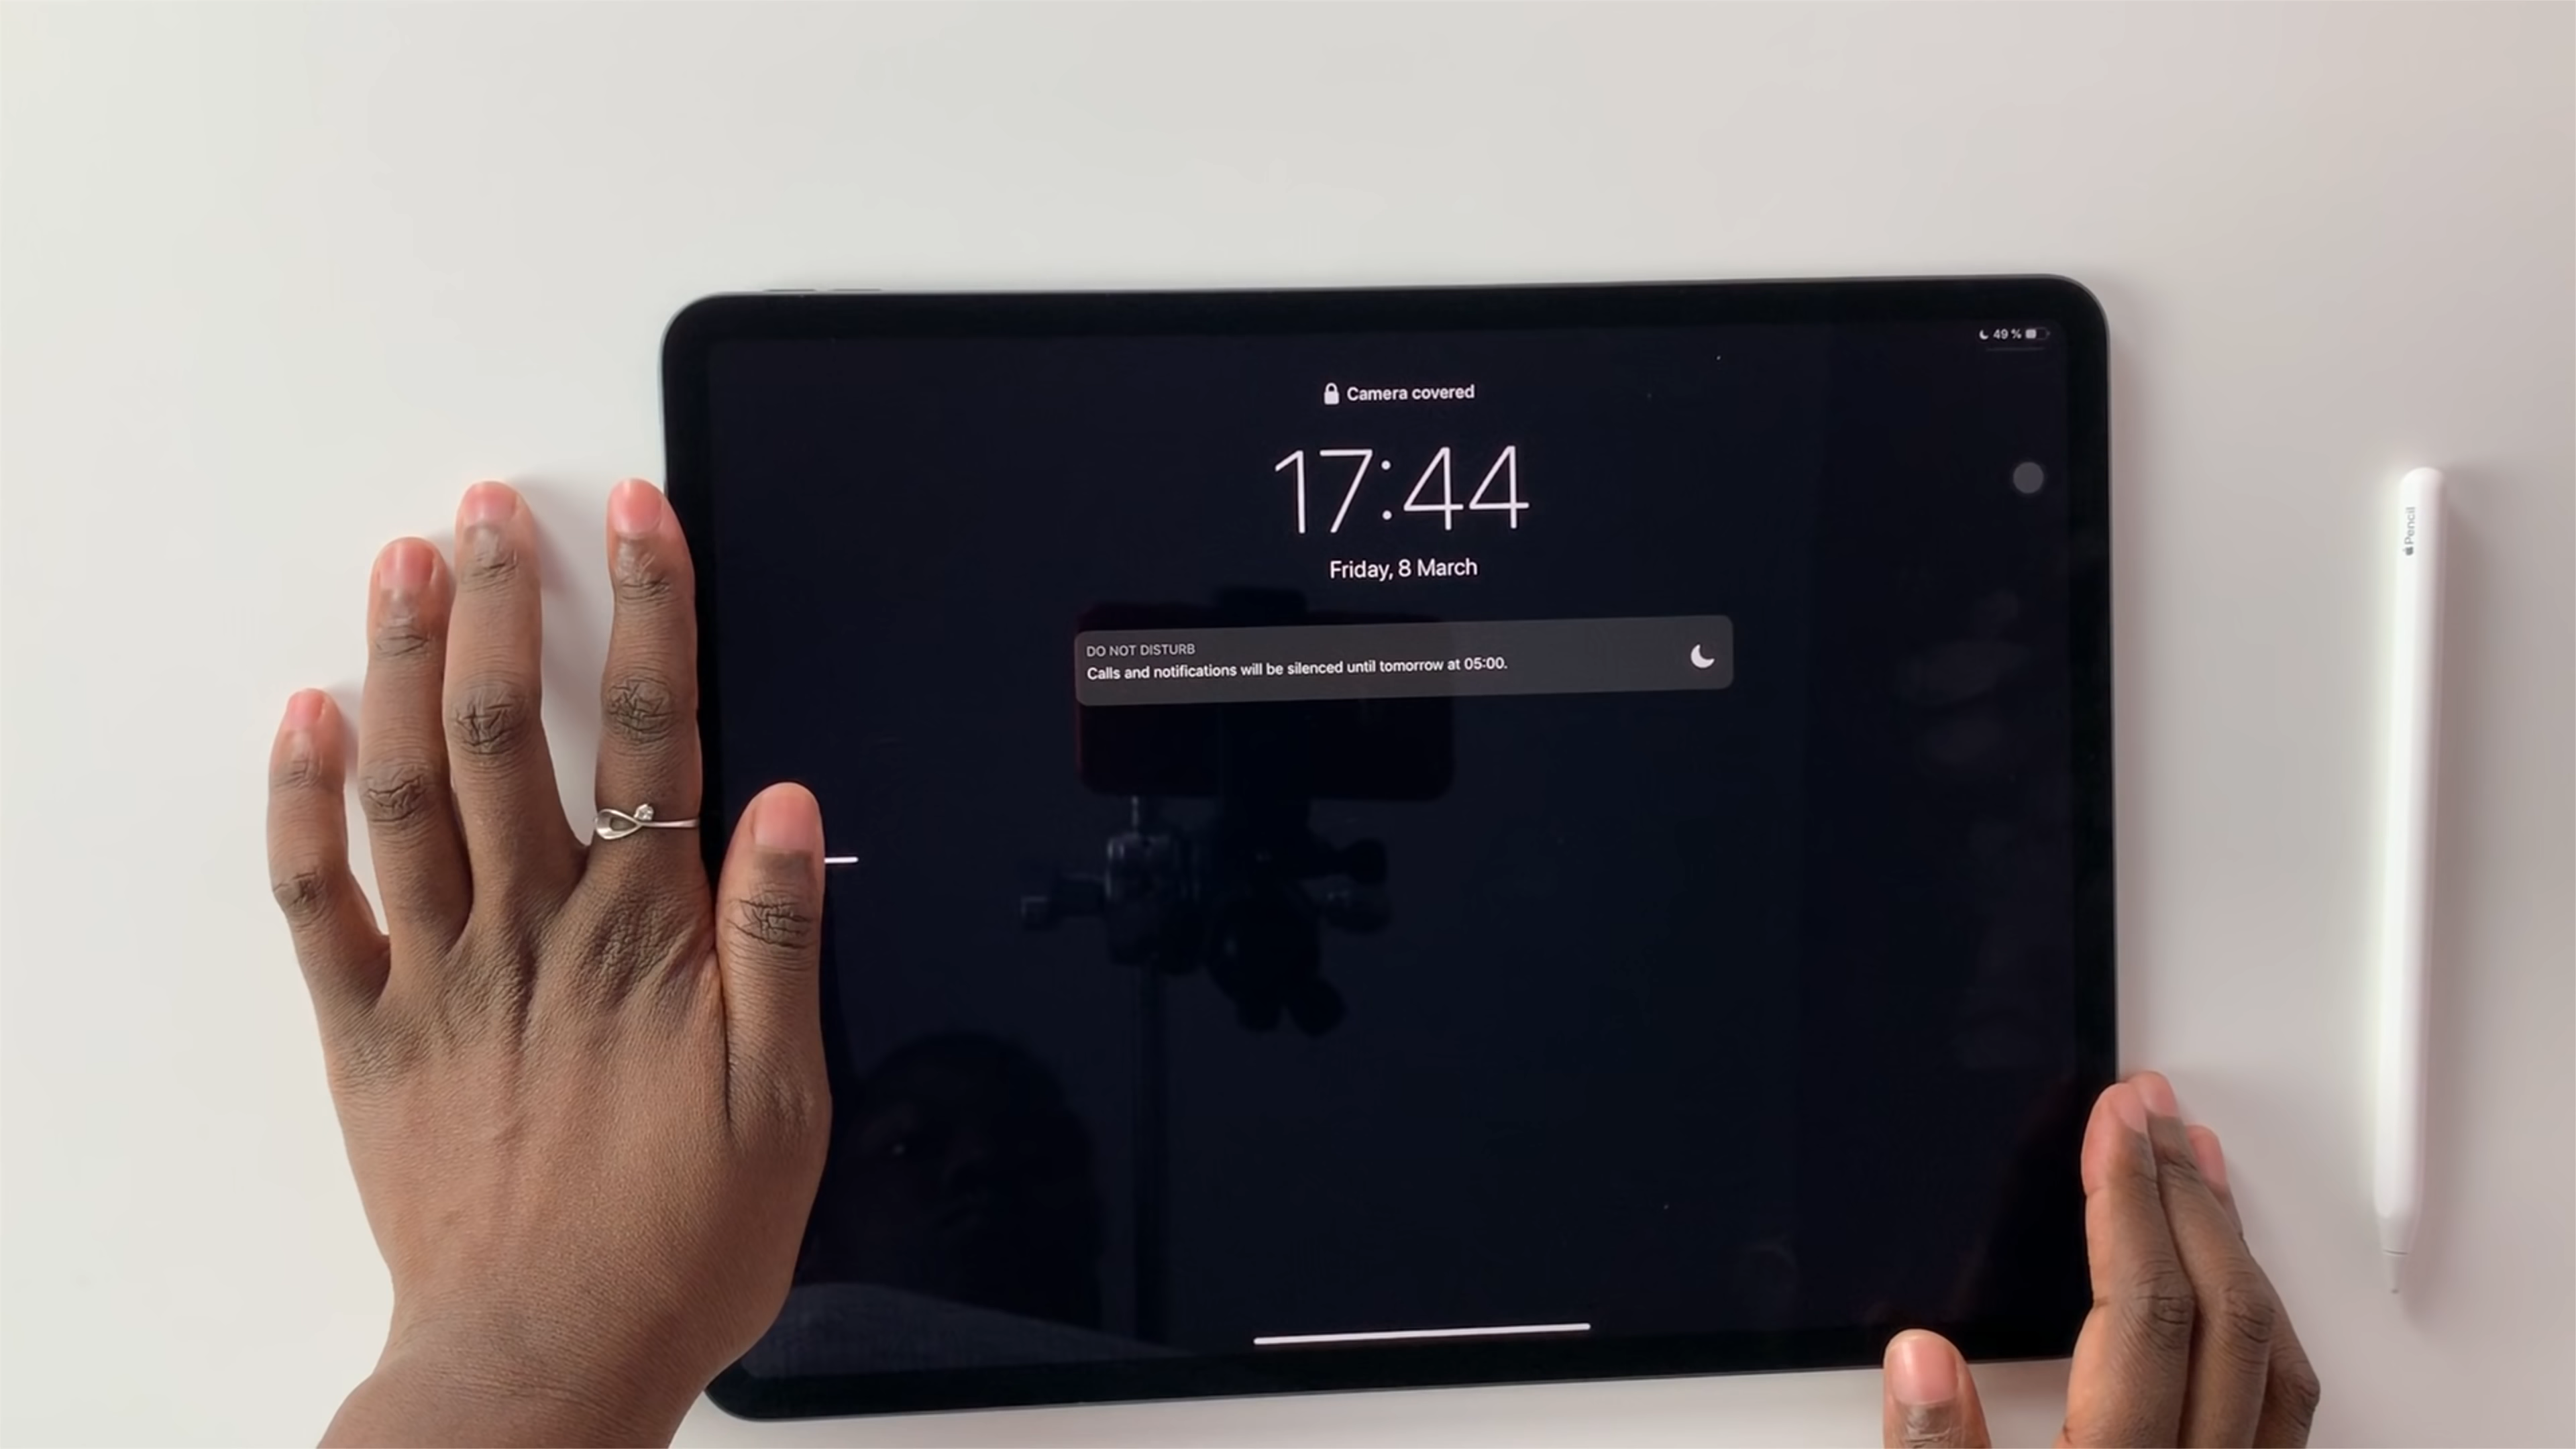 49 %
Camera covered
17:44
Friday, 8 March
DO NOT DISTURB
Calls and notifications will be silenced until tomorrow at 05:00.
Pencil